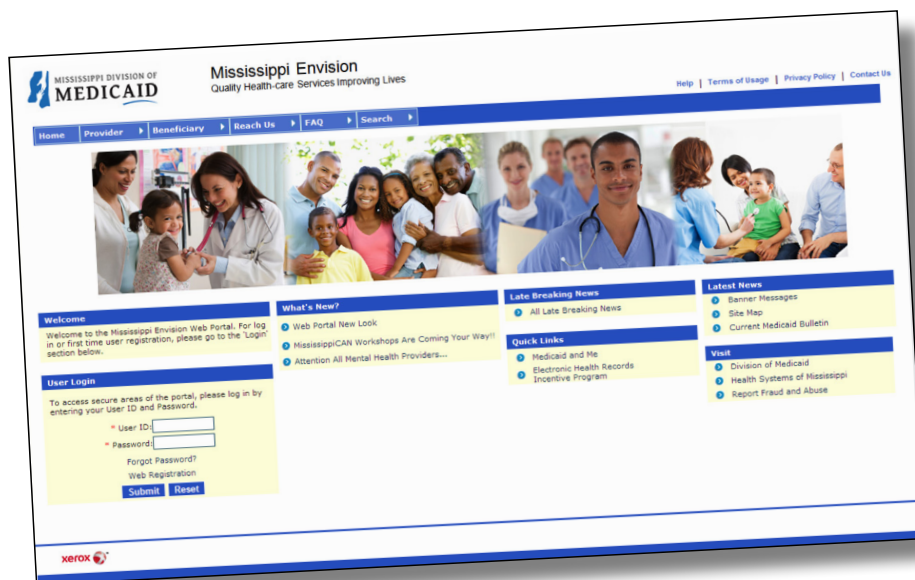 MISSISSIPPI DIVISION OF
MEDICAID
Mississippi Envision
Quality Health-care Services Improving Lives
Help | Terms of Usage | Privacy Policy | Contact Us
Home Provider Beneficiary Reach Us FAQ Search
Welcome
Welcome to the Mississippi Envision Web Portal. For log
in or first time user registration, please go to the 'Login'
section below.
User Login
To access secure areas of the portal, please log in by
entering your User ID and Password.
* User ID:
* Password:
Forgot Password?
Web Registration
Submit Reset
What's New?
Web Portal New Look
MississippiCAN Workshops Are Coming Your Way!!
Attention All Mental Health Providers...
Late Breaking News
All Late Breaking News
Quick Links
Medicaid and Me
Electronic Health Records
Incentive Program
Latest News
Banner Messages
Site Map
Current Medicaid Bulletin
Visit
Division of Medicaid
Health Systems of Mississippi
Report Fraud and Abuse
xerox